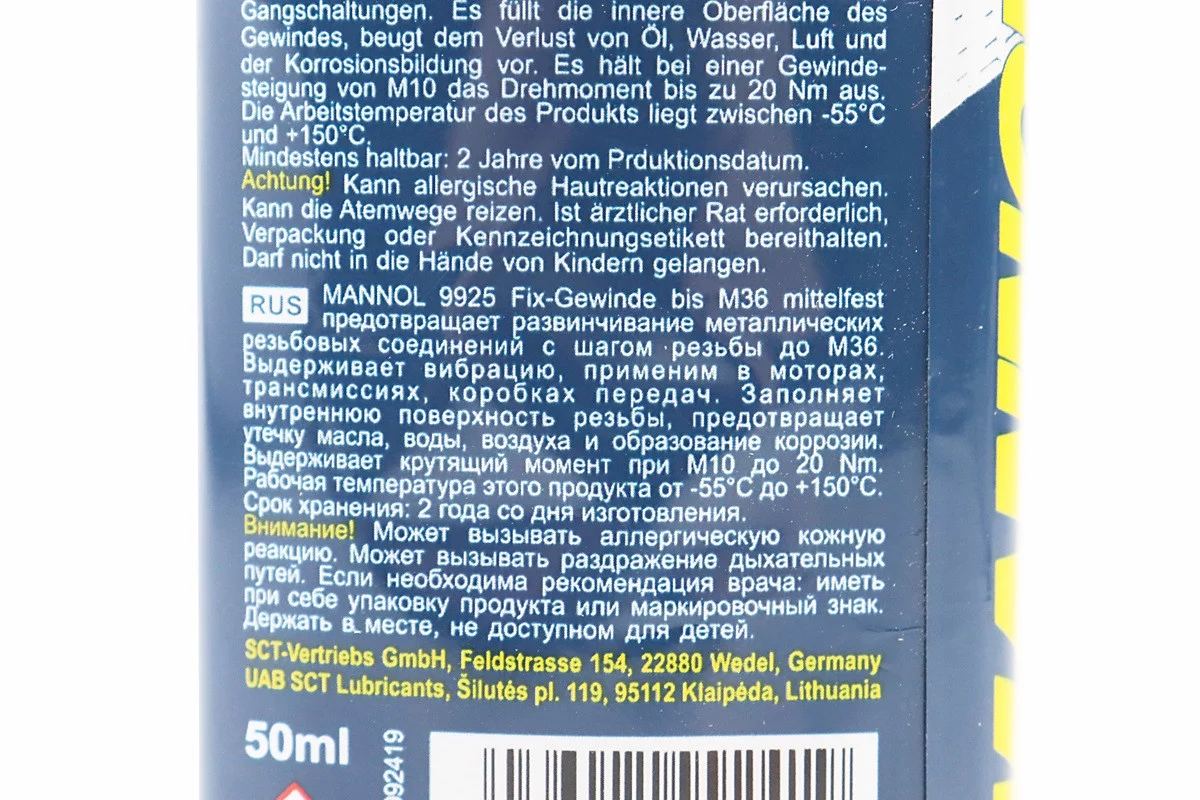 Gangschaltungen. Es füllt die innere Oberfläche des
Gewindes, beugt dem Verlust von Öl, Wasser, Luft und
der Korrosionsbildung vor. Es hält bei einer Gewinde-
steigung von M10 das Drehmoment bis zu 20 Nm aus.
Die Arbeitstemperatur des Produkts liegt zwischen -55°C
und +150°C.
Mindestens haltbar: 2 Jahre vom Prduktionsdatum.
Achtung! Kann allergische Hautreaktionen verursachen.
Kann die Atemwege reizen. Ist ärztlicher Rat erforderlich,
Verpackung oder Kennzeichnungsetikett bereithalten.
Darf nicht in die Hände von Kindern gelangen.
RUS MANNOL 9925 Fix-Gewinde bis M36 mittelfest
предотвращает развинчивание металлических
резьбовых соединений с шагом резьбы до М36.
Выдерживает вибрацию, применим в моторах,
трансмиссиях, коробках передач. Заполняет
внутреннюю поверхность резьбы, предотвращает
утечку масла, воды, воздуха и образование коррозии.
Выдерживает крутящий момент при М10 до 20 Nm.
Рабочая температура этого продукта от -55°C до +150°C.
Срок хранения: 2 года со дня изготовления.
Внимание! Может вызывать аллергическую кожную
реакцию. Может вызывать раздражение дыхательных
путей. Если необходима рекомендация врача: иметь
при себе упаковку продукта или маркировочный знак.
Держать в месте, не доступном для детей.
SCT-Vertriebs GmbH, Feldstrasse 154, 22880 Wedel, Germany
UAB SCT Lubricants, Šilutės pl. 119, 95112 Klaipėda, Lithuania
50ml
092419